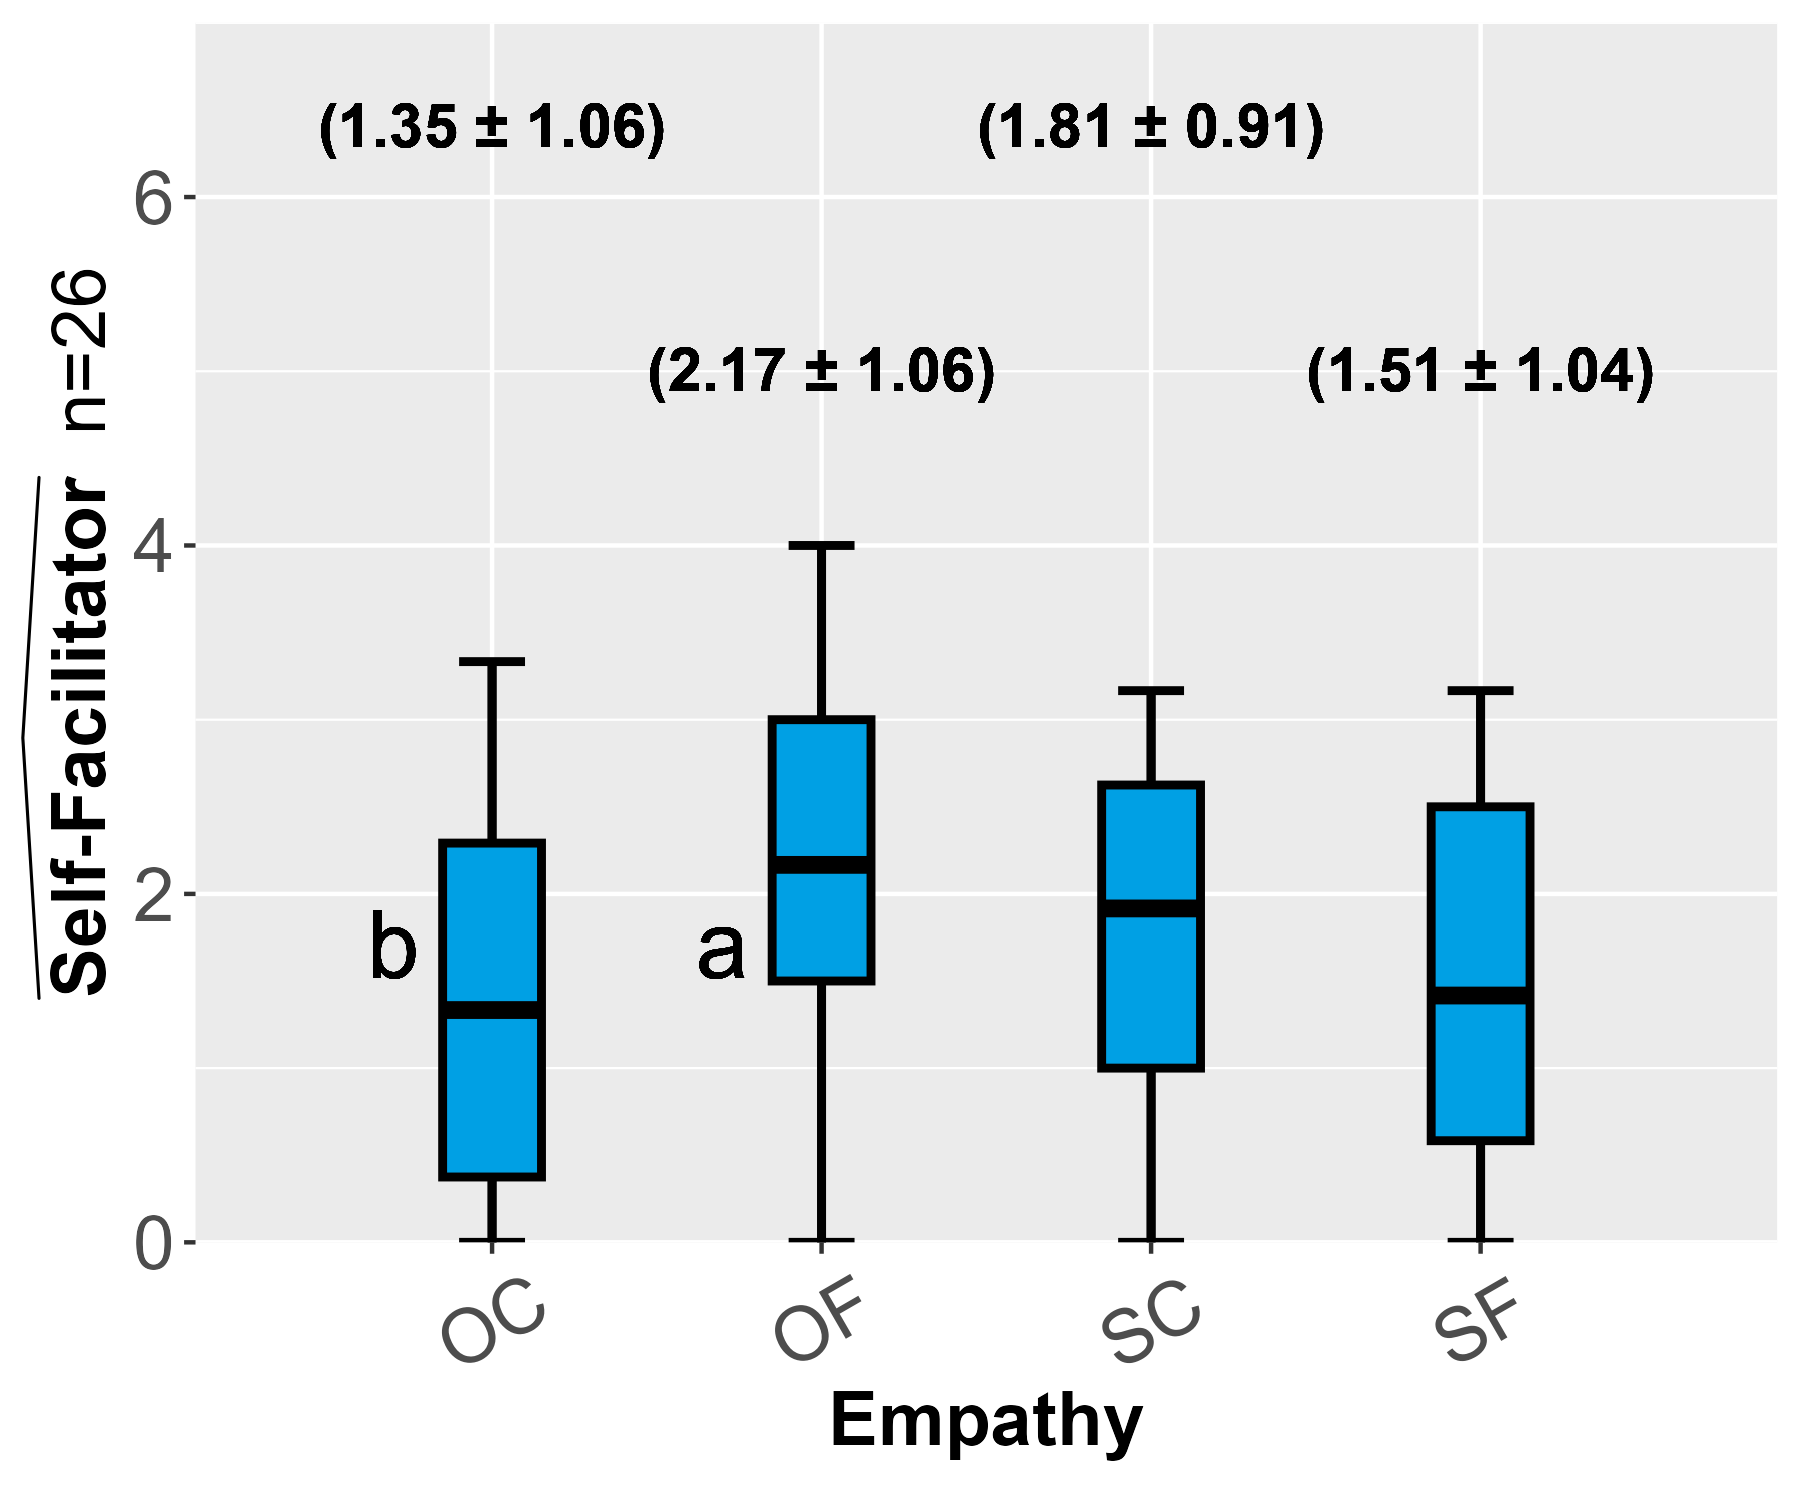 (1.35 ± 1.06)
(1.81 ± 0.91)
(2.17 ± 1.06)
(1.51 ± 1.04)
Self-Facilitator n=26
6
4
2
0
b
a
OC
OF
SC
SF
Empathy